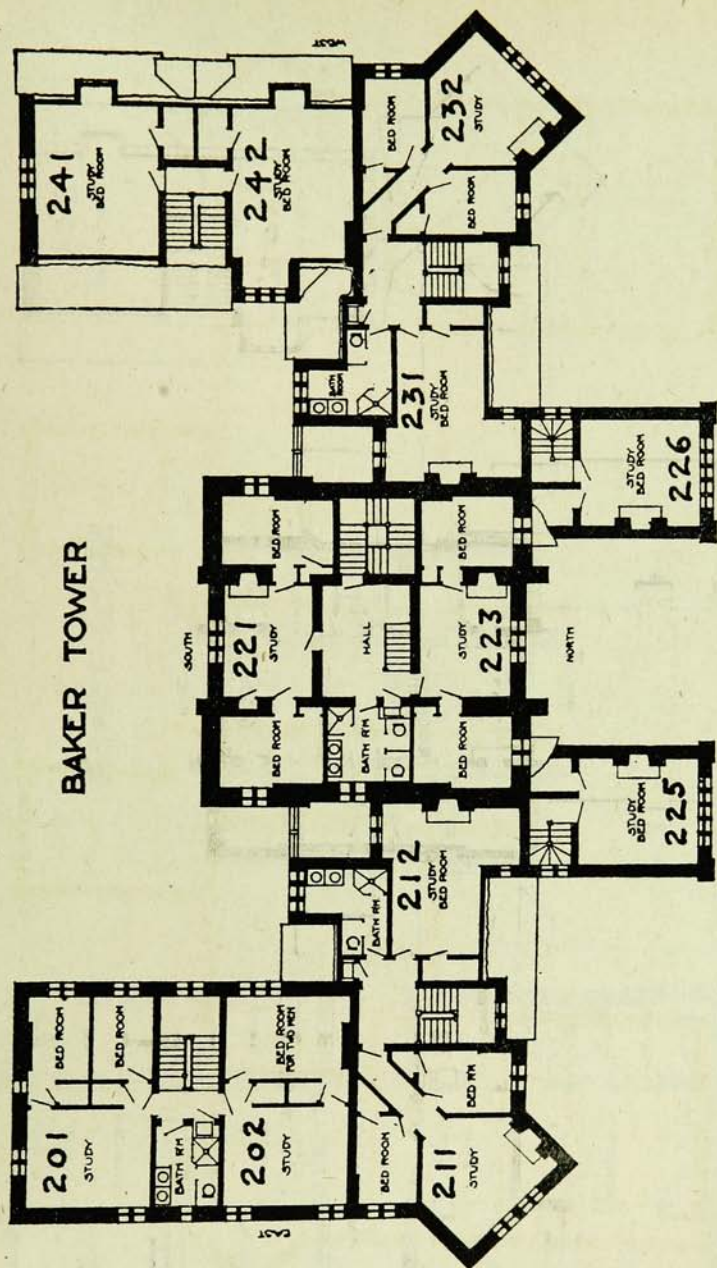 BAKER TOWER
WEST
241
STUDY
BED ROOM
242
STUDY
BED ROOM
BED ROOM
232
STUDY
BED ROOM
BATH
ROOM
231
STUDY
BED ROOM
STUDY
BED ROOM
226
SOUTH
BED ROOM
BED ROOM
221
STUDY
HALL
STUDY
223
NORTH
BED ROOM
BATH R'M
BED ROOM
STUDY
BED ROOM
225
212
STUDY
BED ROOM
BATH RM
BED ROOM
BED ROOM
BED ROOM
FOR TWO MEN
201
STUDY
BATH R'M
202
STUDY
EAST
BED ROOM
BED R'M
211
STUDY